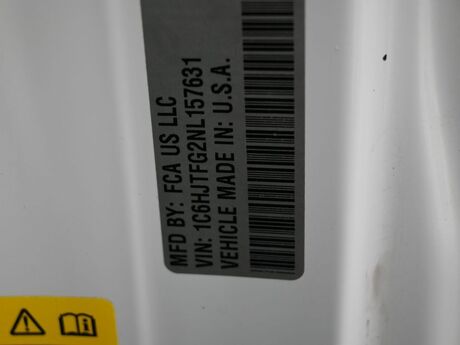 MFD BY: FCA US LLC
VIN: 1C6HJTFG2NL157631
VEHICLE MADE IN: U.S.A.